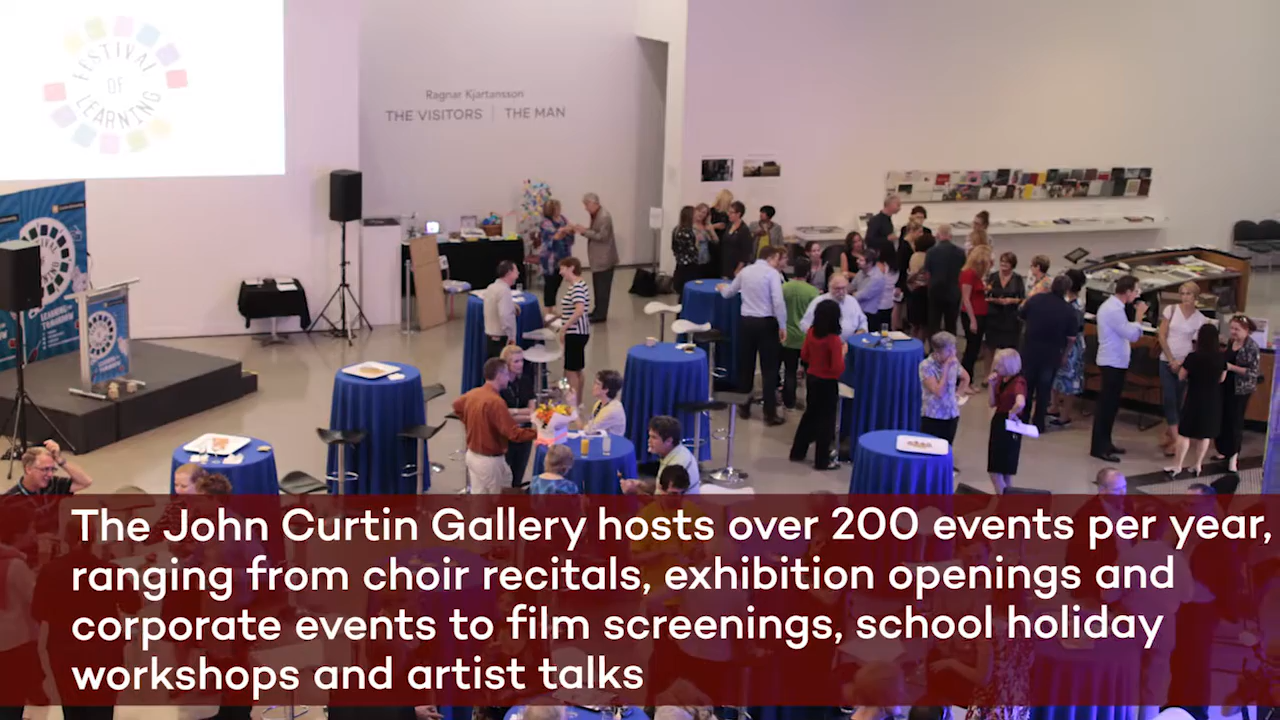 FESTIVAL
OF
LEARNING
Ragnar Kjartansson
THE VISITORS | THE MAN
The John Curtin Gallery hosts over 200 events per year,
ranging from choir recitals, exhibition openings and
corporate events to film screenings, school holiday
workshops and artist talks